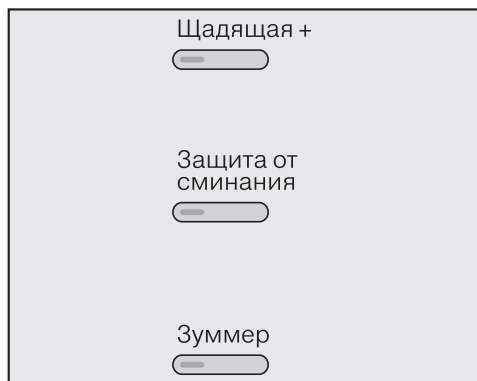 Щадящая +
Защита от
сминания
Зуммер